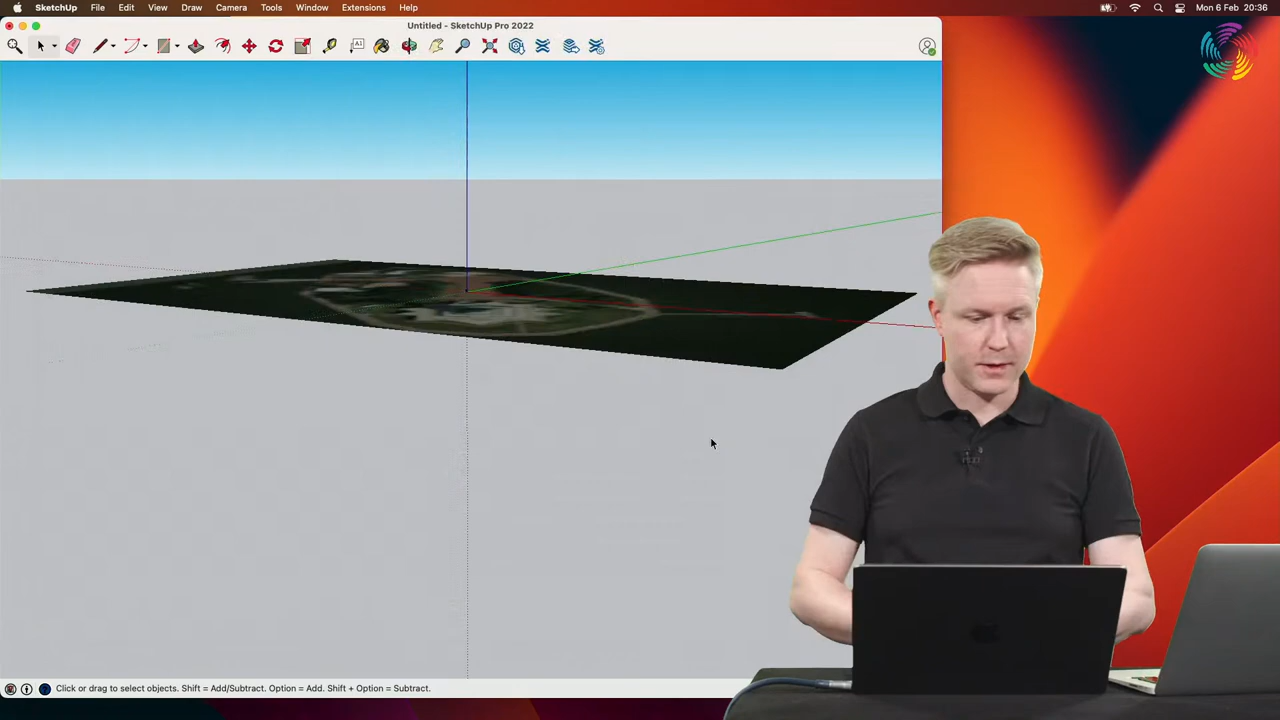 SketchUp File Edit View Draw Camera Tools Window Extensions Help Mon 6 Feb 20:36
Untitled - SketchUp Pro 2022
A1
Click or drag to select objects. Shift = Add/Subtract. Option = Add. Shift + Option = Subtract.